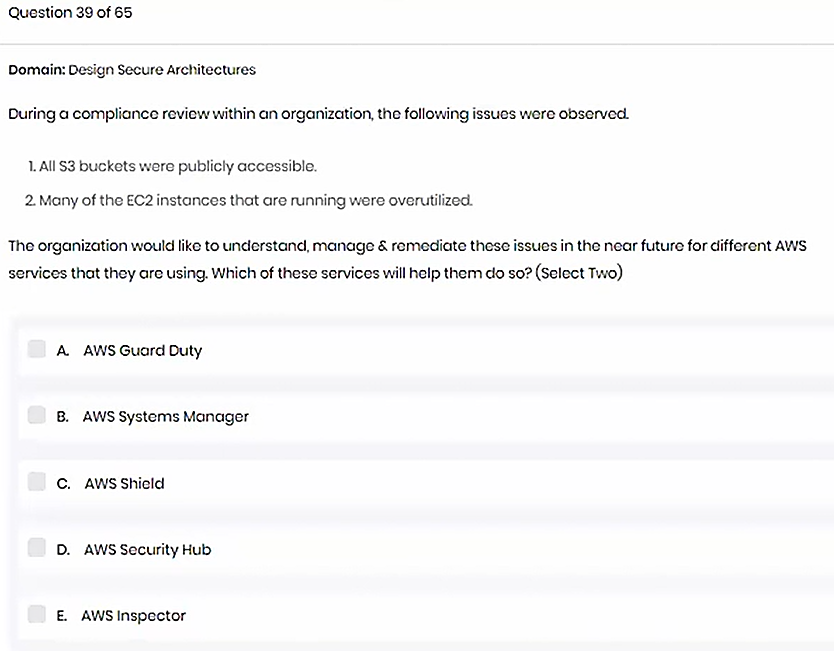 Question 39 of 65
Domain: Design Secure Architectures
During a compliance review within an organization, the following issues were observed.
1. All S3 buckets were publicly accessible.
2. Many of the EC2 instances that are running were overutilized.
The organization would like to understand, manage & remediate these issues in the near future for different AWS
services that they are using. Which of these services will help them do so? (Select Two)
A. AWS Guard Duty
B. AWS Systems Manager
C. AWS Shield
D. AWS Security Hub
E. AWS Inspector